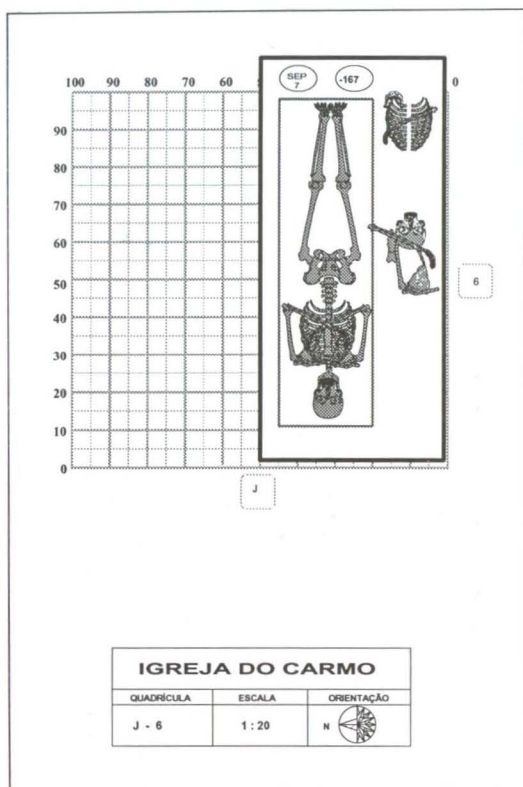 SEP -167
7
100 90 80 70 60 0
90
80
70
60
50
40
30
20
10
0
6
J
IGREJA DO CARMO
QUADRÍCULA ESCALA ORIENTAÇÃO
J - 6 1 : 20 N